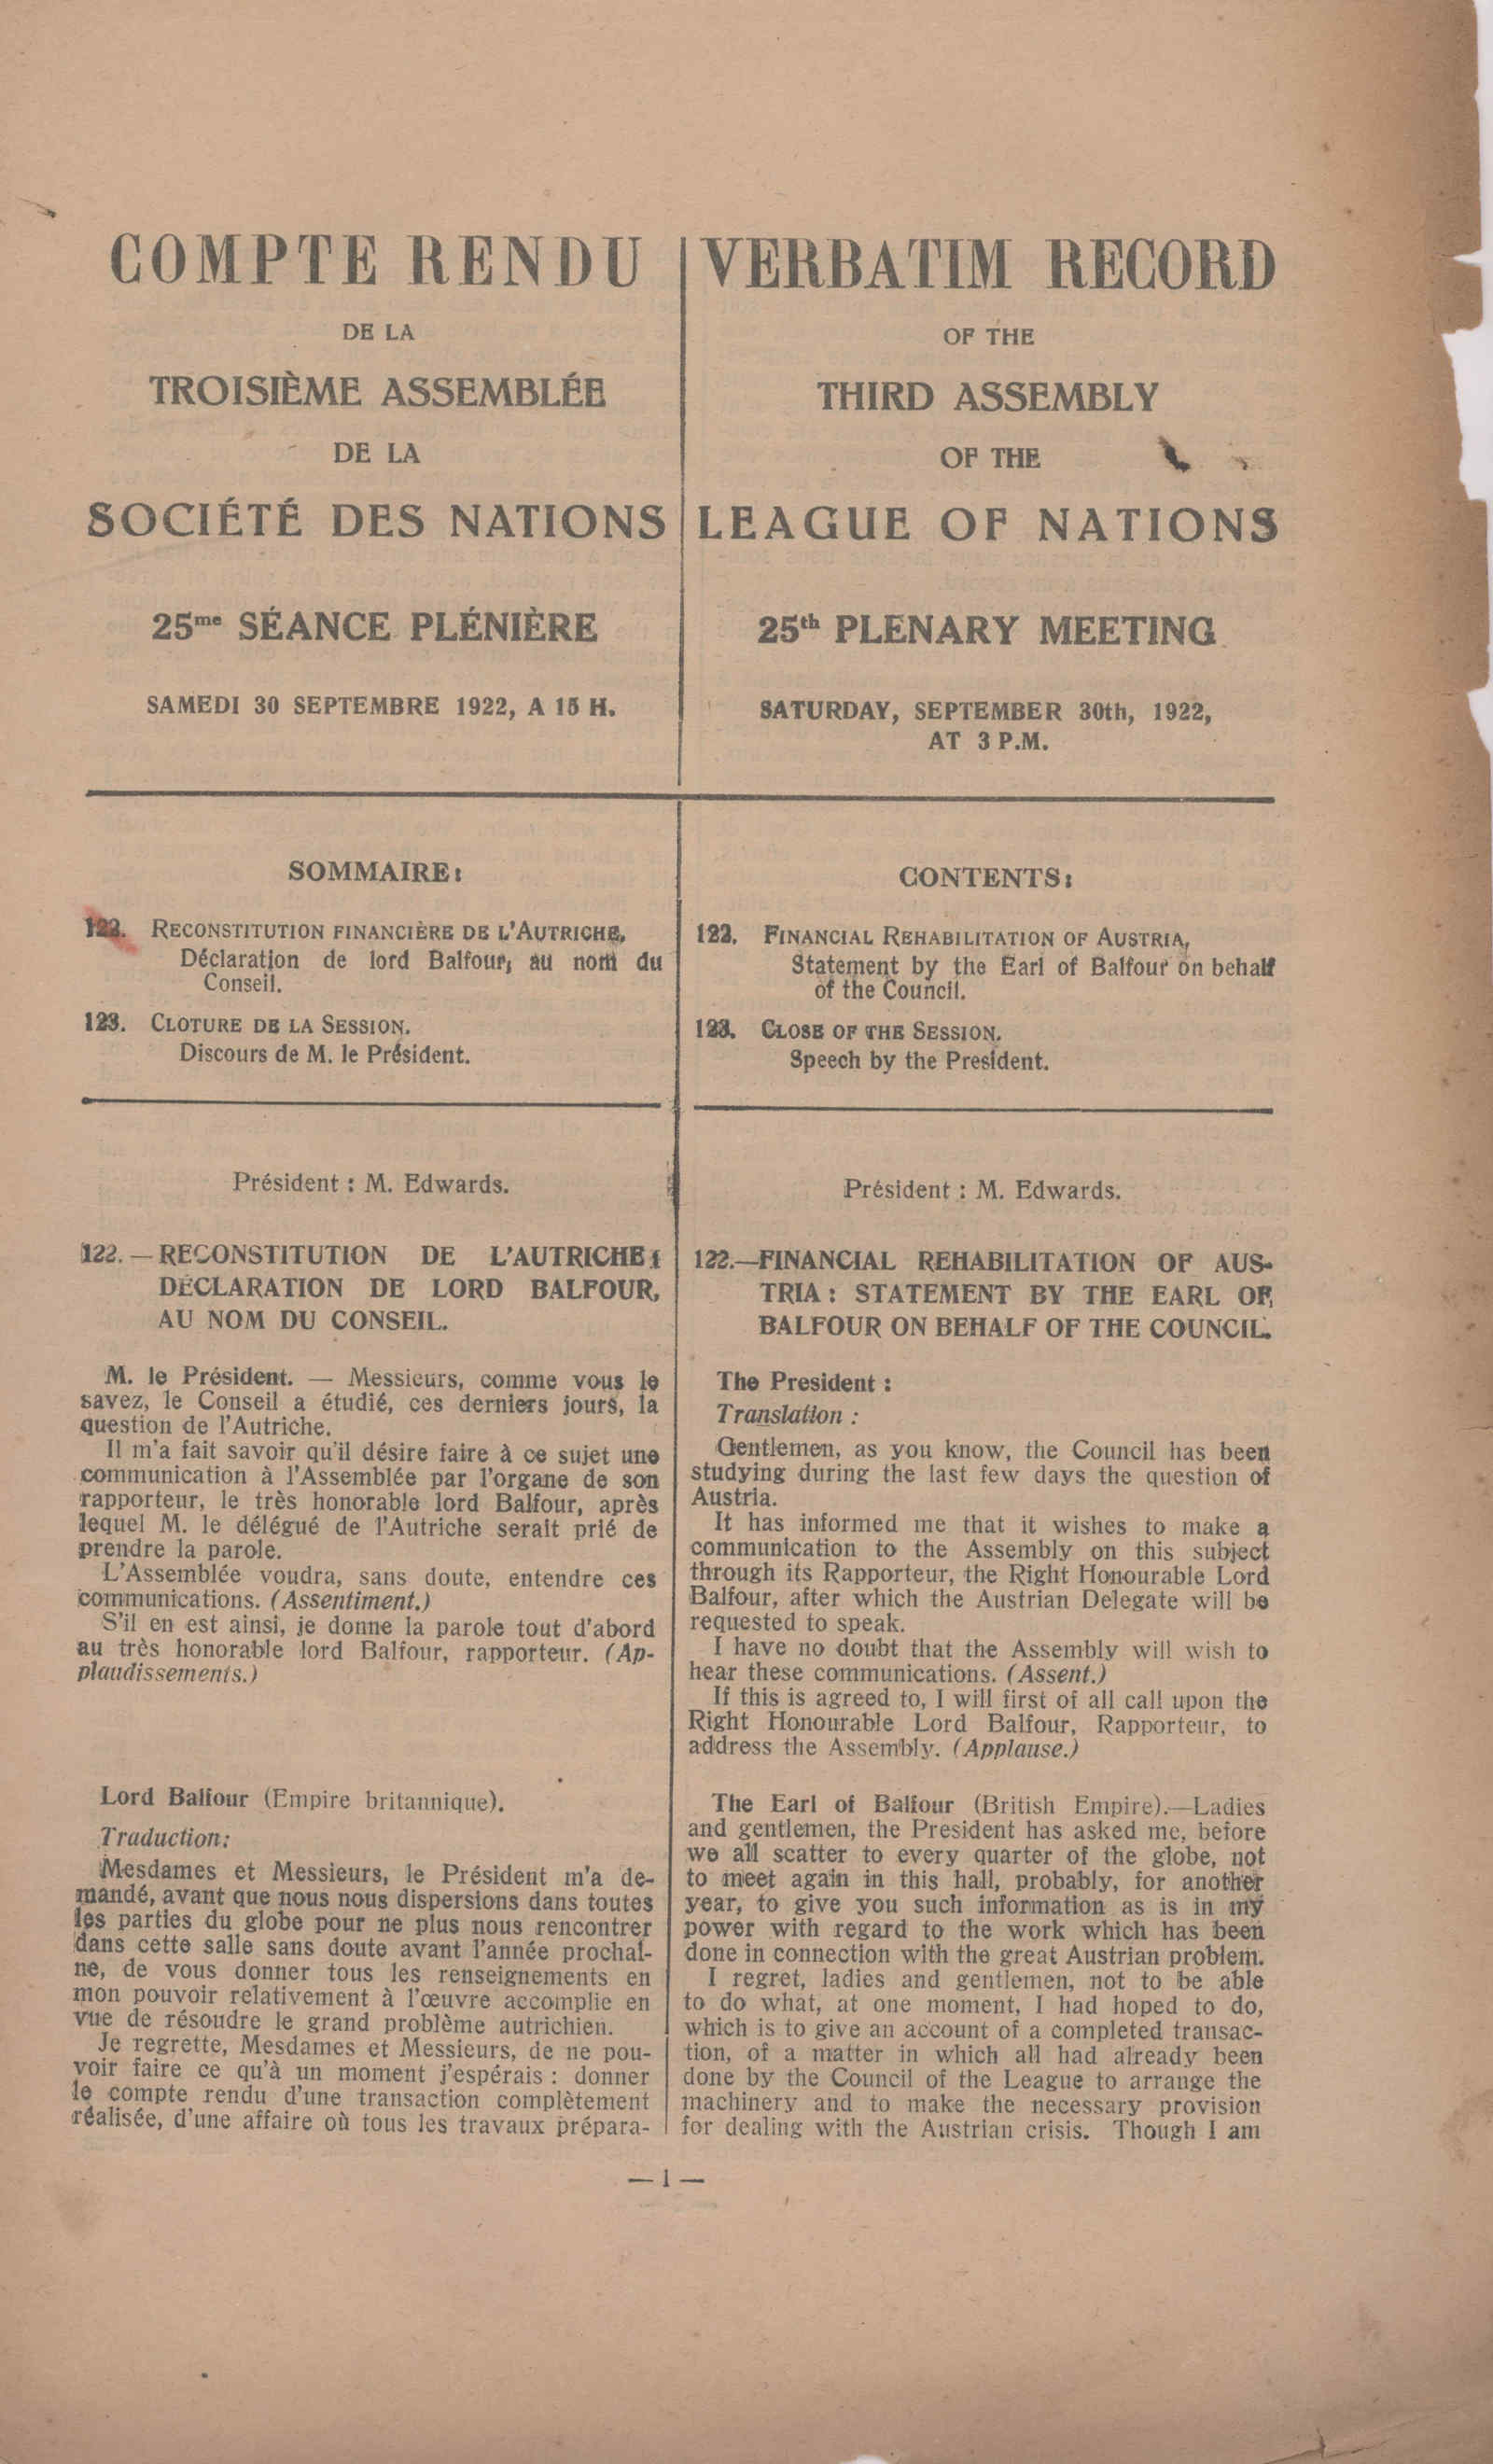 COMPTE RENDU
DE LA
TROISIÈME ASSEMBLÉE
DE LA
SOCIÉTÉ DES NATIONS
25me SÉANCE PLÉNIÈRE
SAMEDI 30 SEPTEMBRE 1922, A 15 H.
VERBATIM RECORD
OF THE
THIRD ASSEMBLY
OF THE
LEAGUE OF NATIONS
25th PLENARY MEETING
SATURDAY, SEPTEMBER 30th, 1922,
AT 3 P.M.
SOMMAIRE:
122. RECONSTITUTION FINANCIÈRE DE L'AUTRICHE,
Déclaration de lord Balfour, au nom du
Conseil.
123. CLOTURE DE LA SESSION.
Discours de M. le Président.
CONTENTS:
122. FINANCIAL REHABILITATION OF AUSTRIA,
Statement by the Earl of Balfour on behalf
of the Council.
123. CLOSE OF THE SESSION.
Speech by the President.
Président : M. Edwards.
122. — RECONSTITUTION DE L'AUTRICHE :
DÉCLARATION DE LORD BALFOUR,
AU NOM DU CONSEIL.
M. le Président. — Messieurs, comme vous le
savez, le Conseil a étudié, ces derniers jours, la
question de l'Autriche.
Il m'a fait savoir qu'il désire faire à ce sujet une
communication à l'Assemblée par l'organe de son
rapporteur, le très honorable lord Balfour, après
lequel M. le délégué de l'Autriche serait prié de
prendre la parole.
L'Assemblée voudra, sans doute, entendre ces
communications. (Assentiment.)
S'il en est ainsi, je donne la parole tout d'abord
au très honorable lord Balfour, rapporteur. (Ap-
plaudissements.)
Lord Balfour (Empire britannique).
Traduction:
Mesdames et Messieurs, le Président m'a de-
mandé, avant que nous nous dispersions dans toutes
les parties du globe pour ne plus nous rencontrer
dans cette salle sans doute avant l'année prochai-
ne, de vous donner tous les renseignements en
mon pouvoir relativement à l'œuvre accomplie en
vue de résoudre le grand problème autrichien.
Je regrette, Mesdames et Messieurs, de ne pou-
voir faire ce qu'à un moment j'espérais : donner
le compte rendu d'une transaction complètement
réalisée, d'une affaire où tous les travaux prépara-
Président : M. Edwards.
122.—FINANCIAL REHABILITATION OF AUS-
TRIA : STATEMENT BY THE EARL OF
BALFOUR ON BEHALF OF THE COUNCIL.
The President :
Translation :
Gentlemen, as you know, the Council has been
studying during the last few days the question of
Austria.
It has informed me that it wishes to make a
communication to the Assembly on this subject
through its Rapporteur, the Right Honourable Lord
Balfour, after which the Austrian Delegate will be
requested to speak.
I have no doubt that the Assembly will wish to
hear these communications. (Assent.)
If this is agreed to, I will first of all call upon the
Right Honourable Lord Balfour, Rapporteur, to
address the Assembly. (Applause.)
The Earl of Balfour (British Empire).—Ladies
and gentlemen, the President has asked me, before
we all scatter to every quarter of the globe, not
to meet again in this hall, probably, for another
year, to give you such information as is in my
power with regard to the work which has been
done in connection with the great Austrian problem.
I regret, ladies and gentlemen, not to be able
to do what, at one moment, I had hoped to do,
which is to give an account of a completed transac-
tion, of a matter in which all had already been
done by the Council of the League to arrange the
machinery and to make the necessary provision
for dealing with the Austrian crisis. Though I am
— 1 —